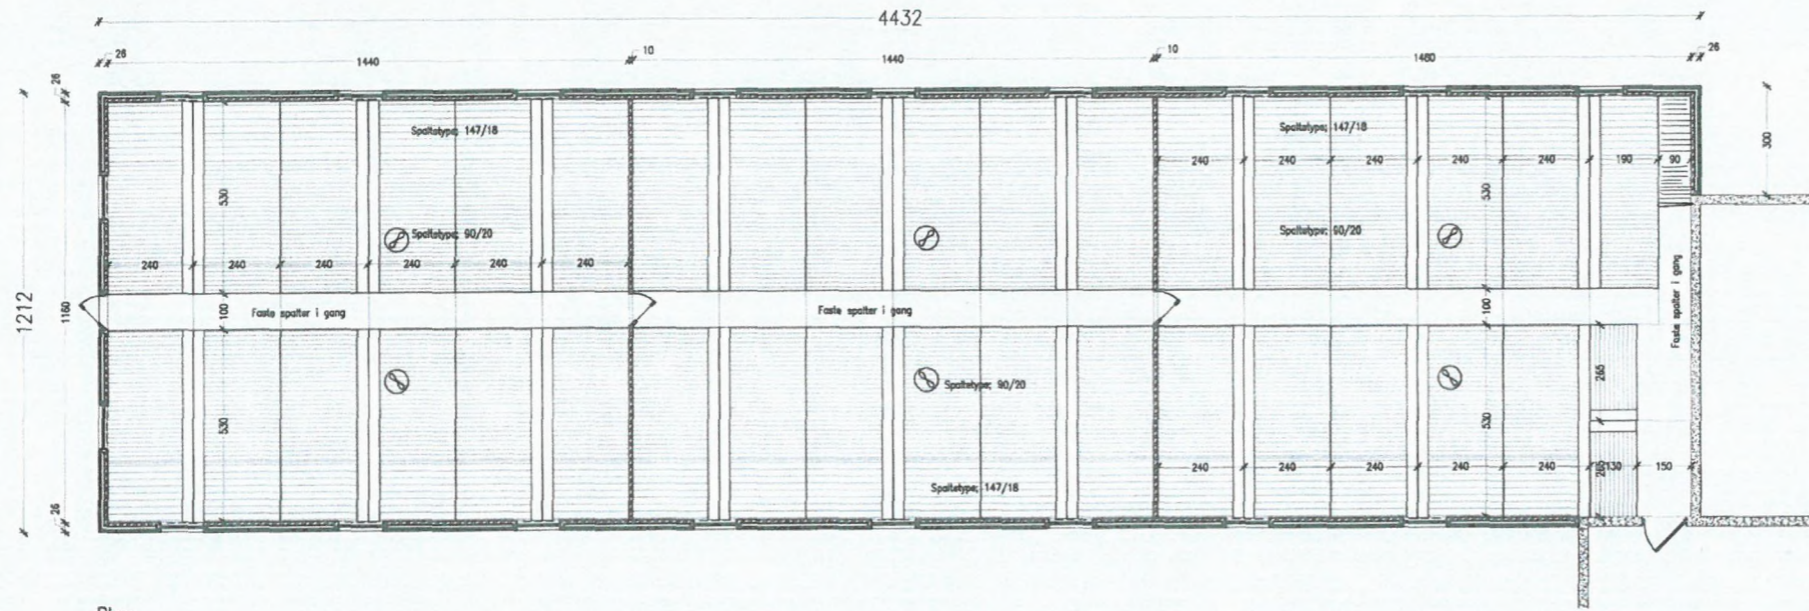 4432
26 1440 10 1440 10 1480 26
26
Spaltetype; 147/18
Spaltetype; 147/18
300
240 240 240 240 240 190 90
530
530
Spaltetype; 90/20
Spaltetype; 90/20
240 240 240 240 240 240
1212
1160
100
Faste spalter i gang
Faste spalter i gang
100
Faste spalter i gang
265
Spaltetype; 90/20
530
530
240 240 240 240 240 130 150
265
Spaltetype; 147/18
26